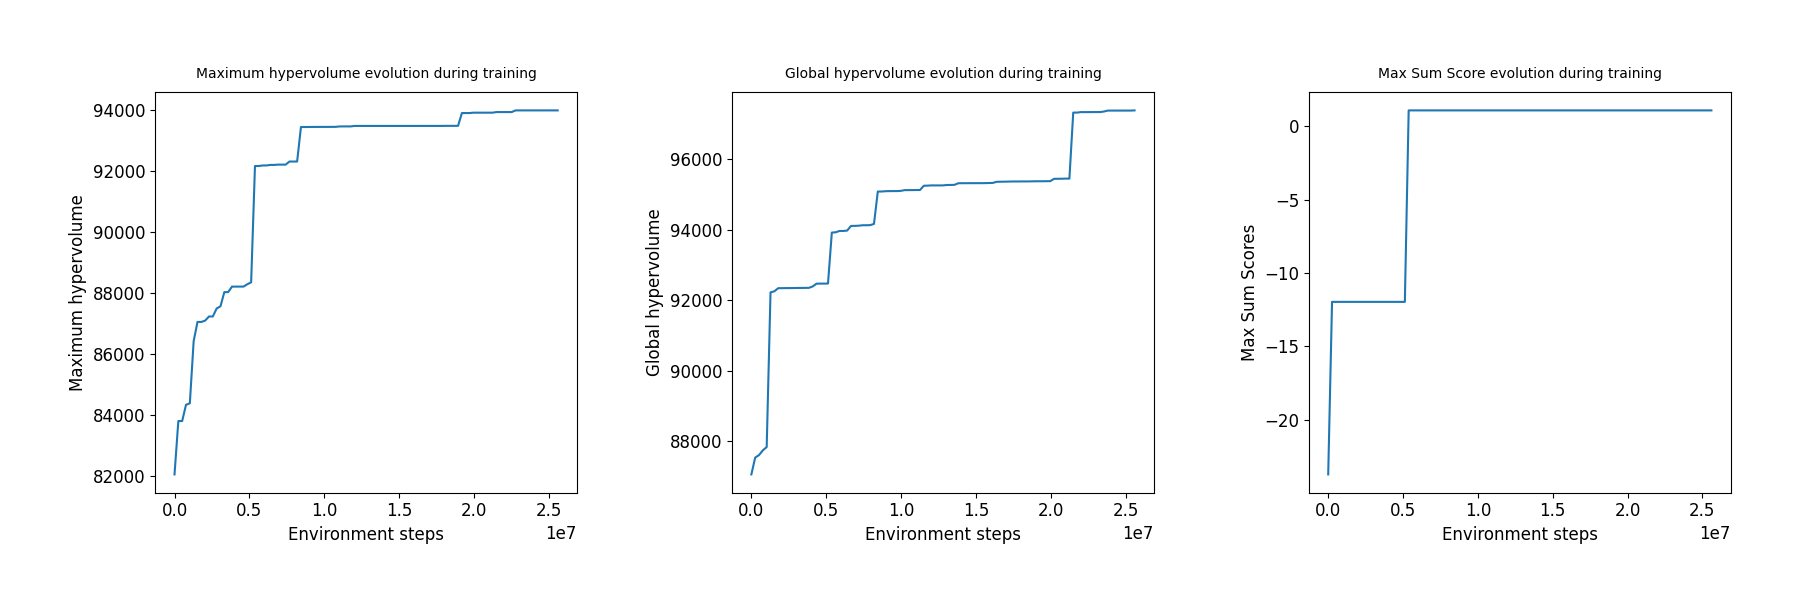 Maximum hypervolume evolution during training
Maximum hypervolume
94000
92000
90000
88000
86000
84000
82000
0.0 0.5 1.0 1.5 2.0 2.5
Environment steps
1e7
Global hypervolume evolution during training
Global hypervolume
96000
94000
92000
90000
88000
0.0 0.5 1.0 1.5 2.0 2.5
Environment steps
1e7
Max Sum Score evolution during training
Max Sum Scores
0
−5
−10
−15
−20
0.0 0.5 1.0 1.5 2.0 2.5
Environment steps
1e7